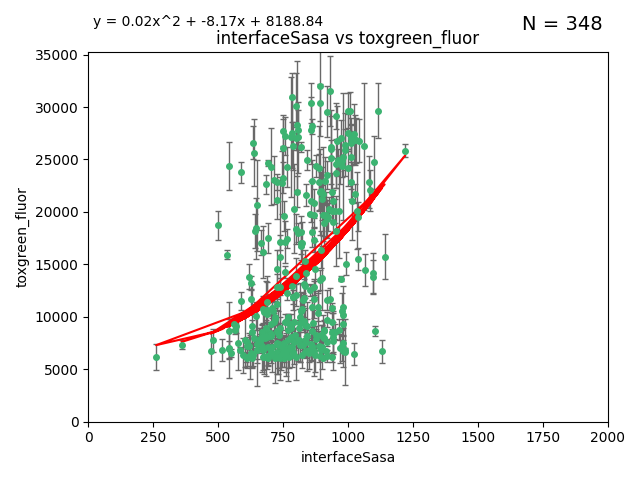 y = 0.02x^2 + -8.17x + 8188.84
N = 348
interfaceSasa vs toxgreen_fluor
35000
30000
25000
20000
15000
10000
5000
0
toxgreen_fluor
0 250 500 750 1000 1250 1500 1750 2000
interfaceSasa